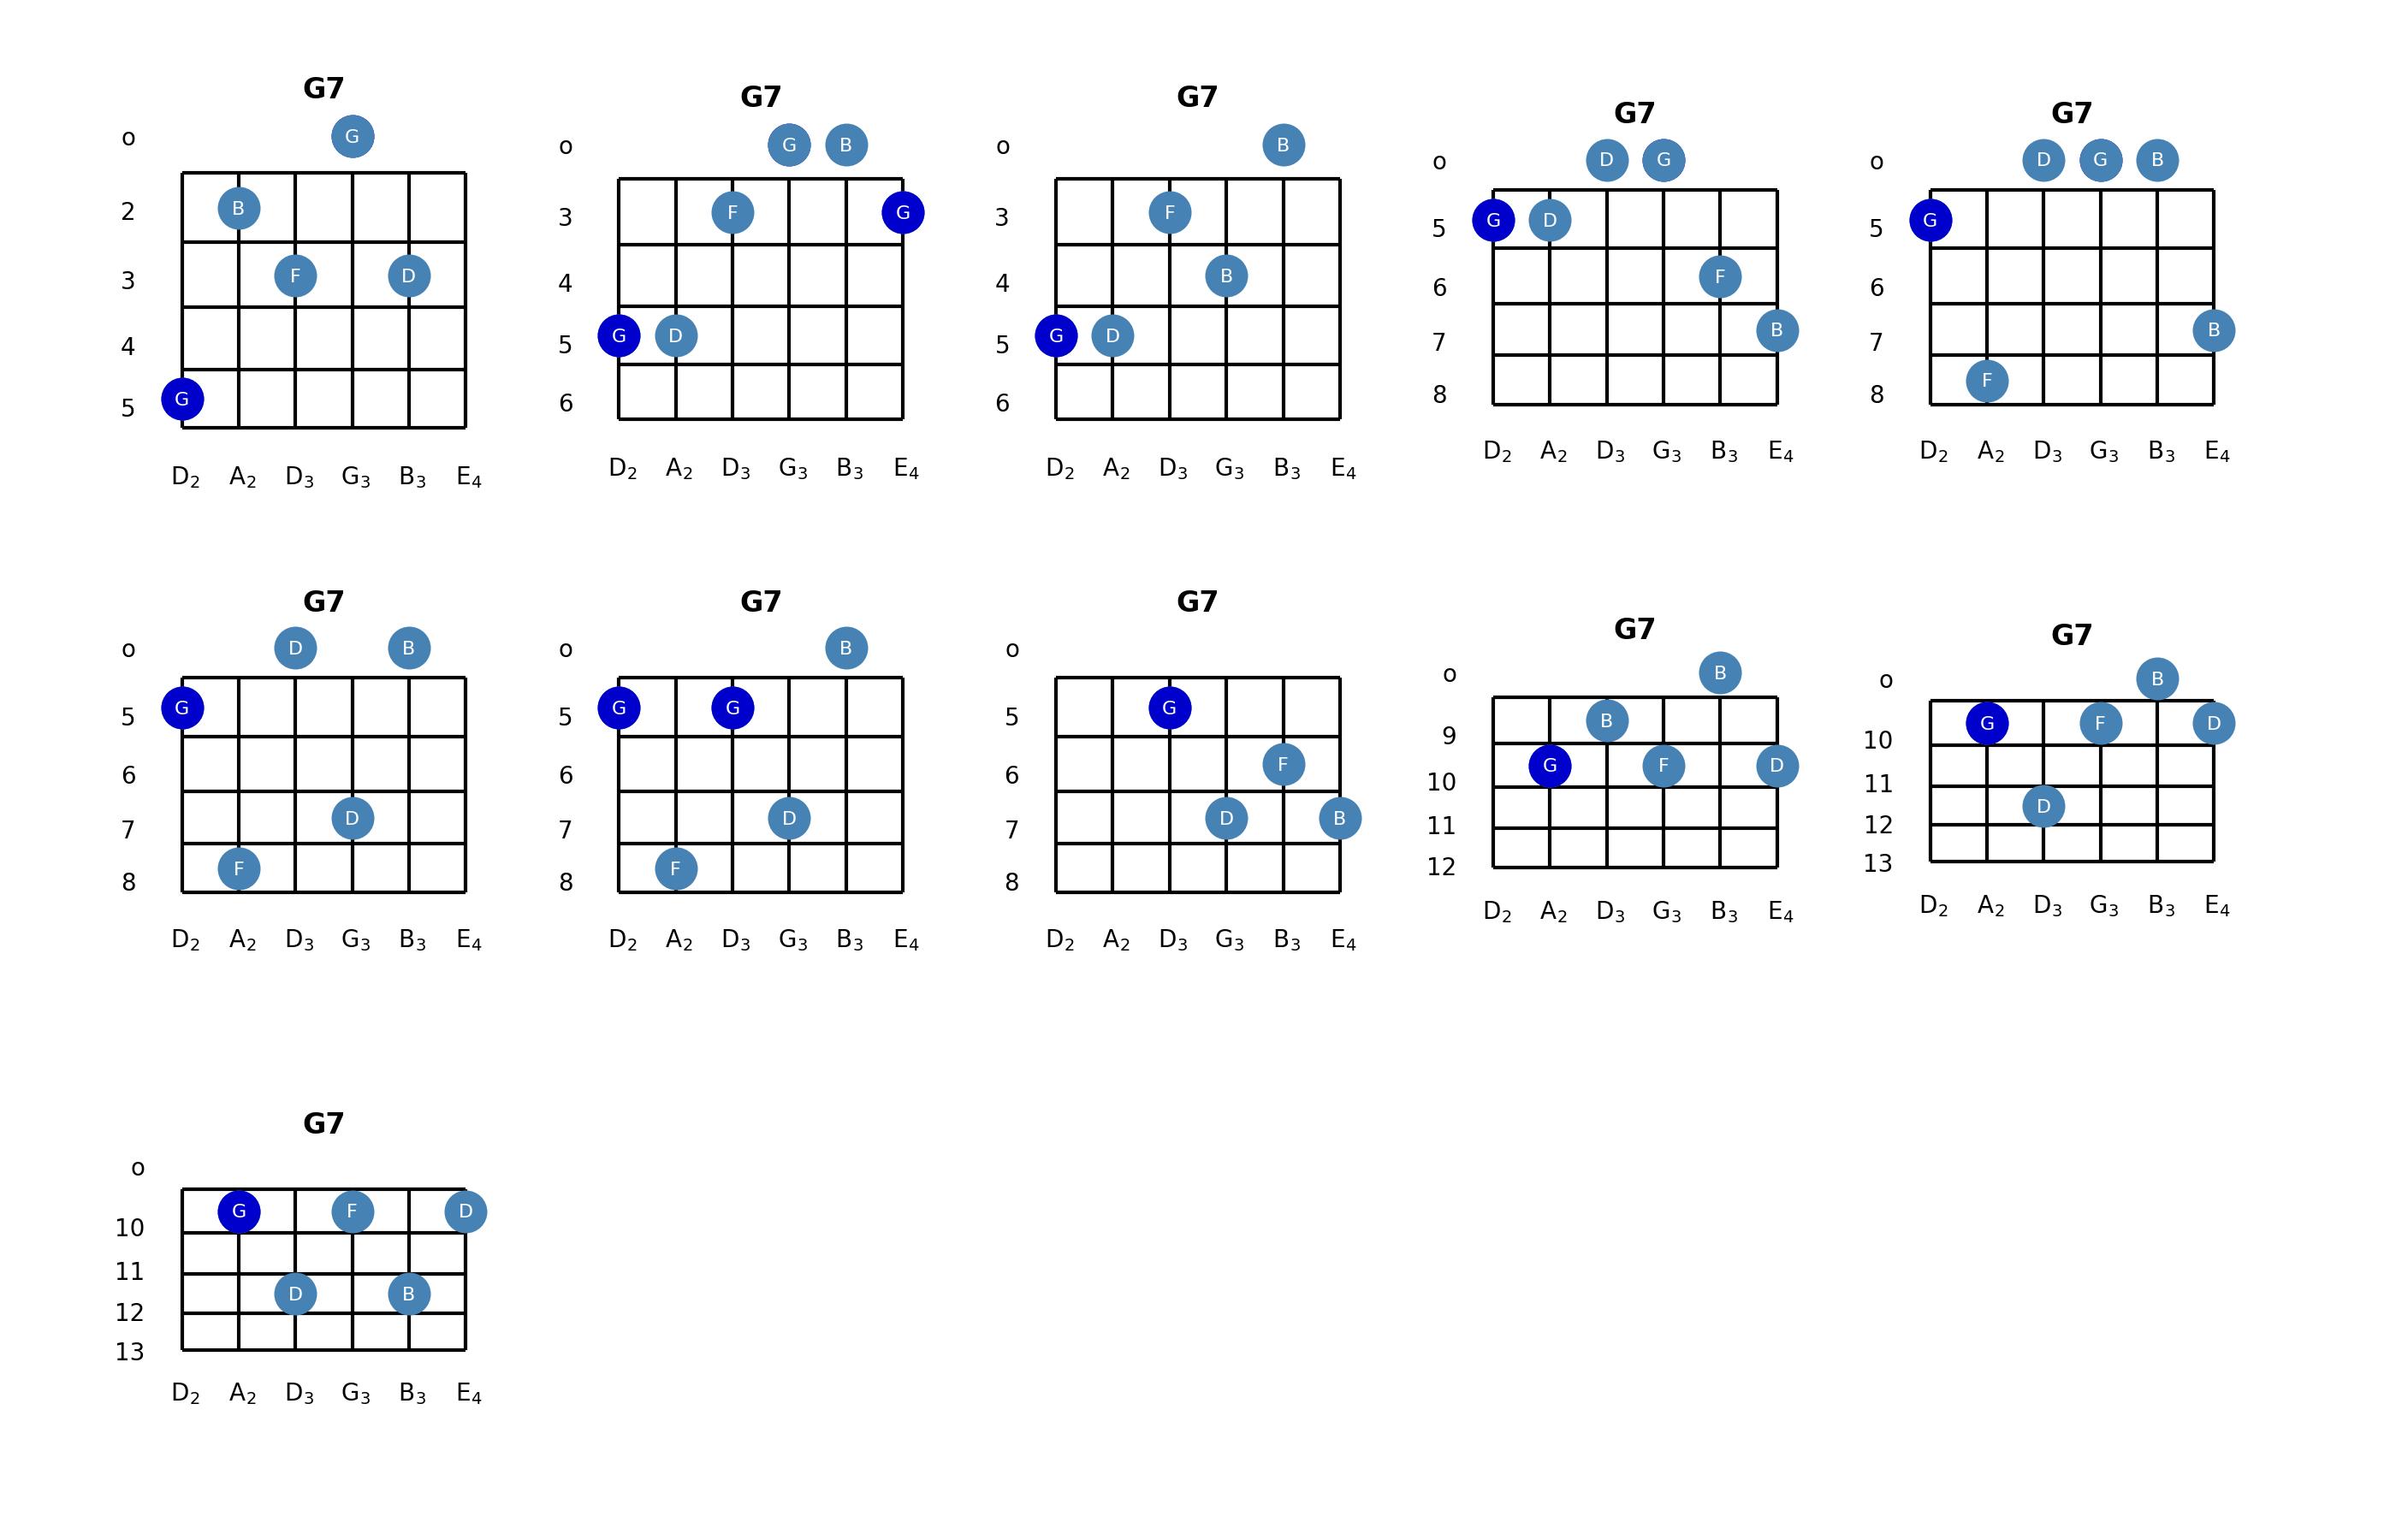 G7
o G
2 B
3 F D
4
5 G
D₂ A₂ D₃ G₃ B₃ E₄
G7
o G B
3 F G
4
5 G D
6
D₂ A₂ D₃ G₃ B₃ E₄
G7
o B
3 F
4 B
5 G D
6
D₂ A₂ D₃ G₃ B₃ E₄
G7
o D G
5 G D
6 F
7 B
8
D₂ A₂ D₃ G₃ B₃ E₄
G7
o D G B
5 G
6
7 B
8 F
D₂ A₂ D₃ G₃ B₃ E₄
G7
o D B
5 G
6
7 D
8 F
D₂ A₂ D₃ G₃ B₃ E₄
G7
o B
5 G G
6
7 D
8 F
D₂ A₂ D₃ G₃ B₃ E₄
G7
o
5 G
6 F
7 D B
8
D₂ A₂ D₃ G₃ B₃ E₄
G7
o B
9 B
10 G F D
11
12
D₂ A₂ D₃ G₃ B₃ E₄
G7
o B
10 G F D
11
12 D
13
D₂ A₂ D₃ G₃ B₃ E₄
G7
o
10 G F D
11
12 D B
13
D₂ A₂ D₃ G₃ B₃ E₄